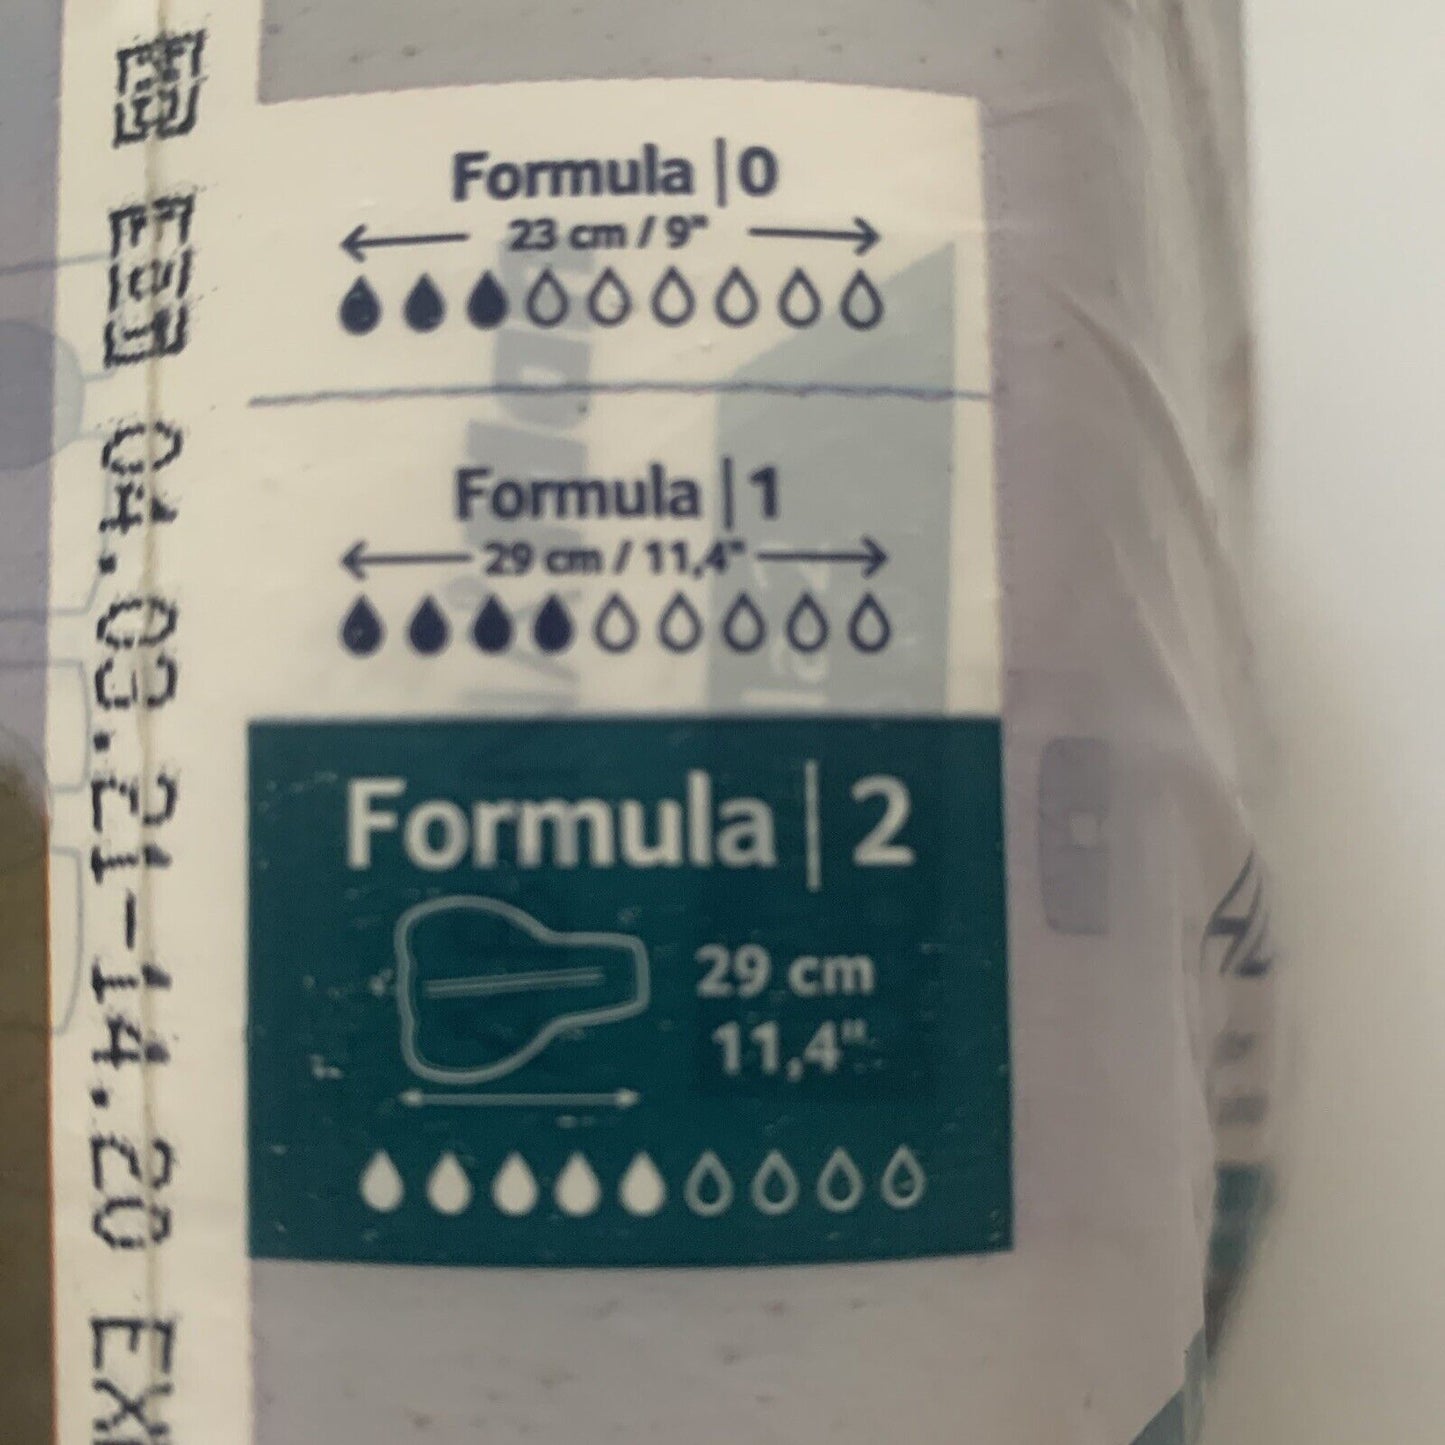 Formula | 0
23 cm / 9"
Formula | 1
29 cm / 11,4"
Formula | 2
29 cm
11,4"
04.03.21-14.20